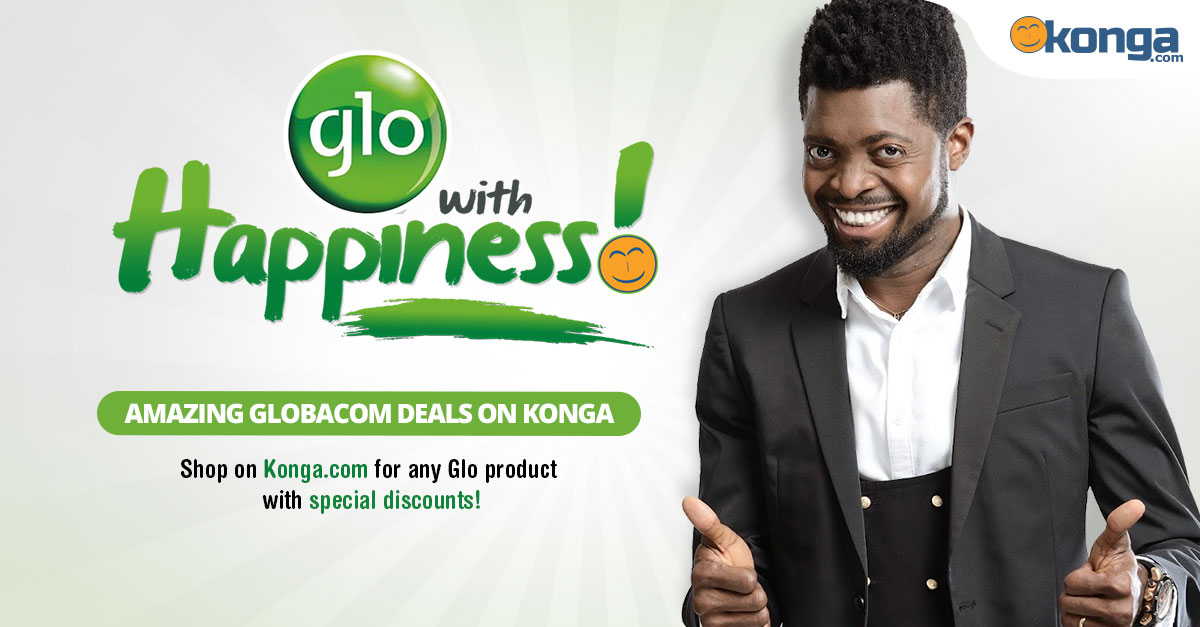 glo
with
Happiness!
konga
.com
AMAZING GLOBACOM DEALS ON KONGA
Shop on Konga.com for any Glo product
with special discounts!